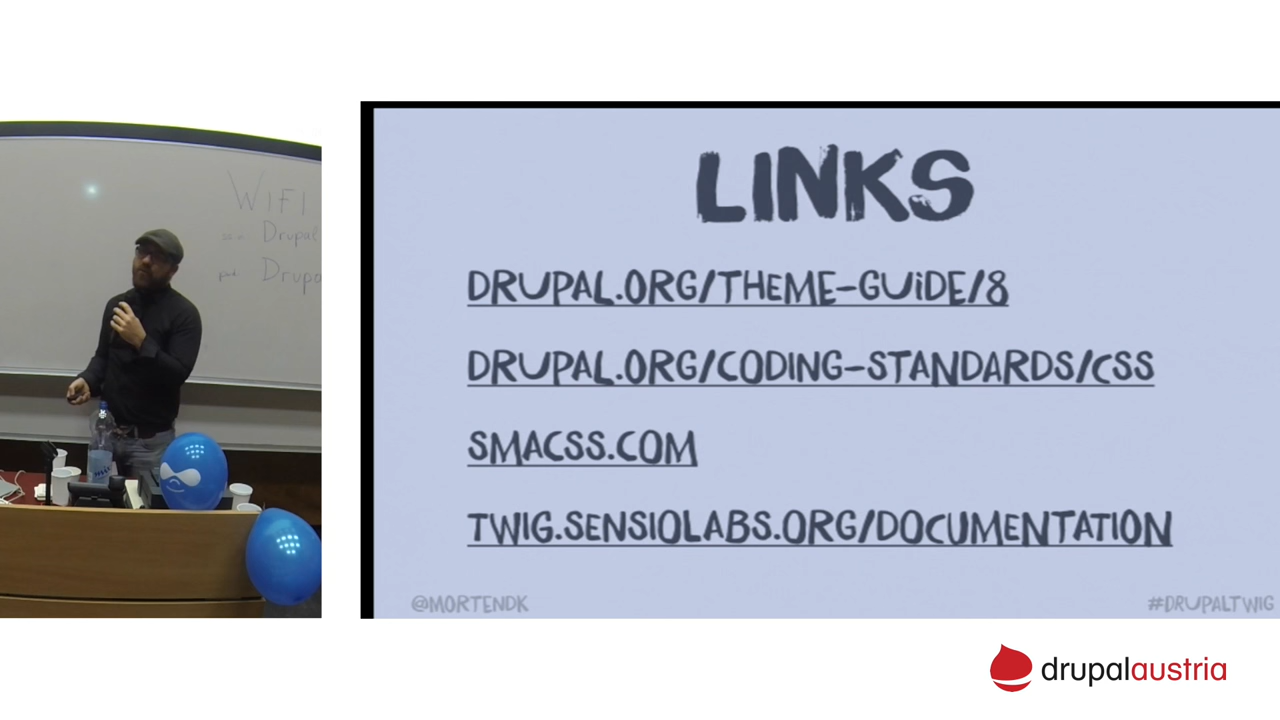 WIFI
Drupal
LINKS
DRUPAL.ORG/THEME-GUIDE/8
DRUPAL.ORG/CODING-STANDARDS/CSS
SMACSS.COM
TWIG.SENSIOLABS.ORG/DOCUMENTATION
@MORTENDK
#DRUPALTWIG
drupalaustria